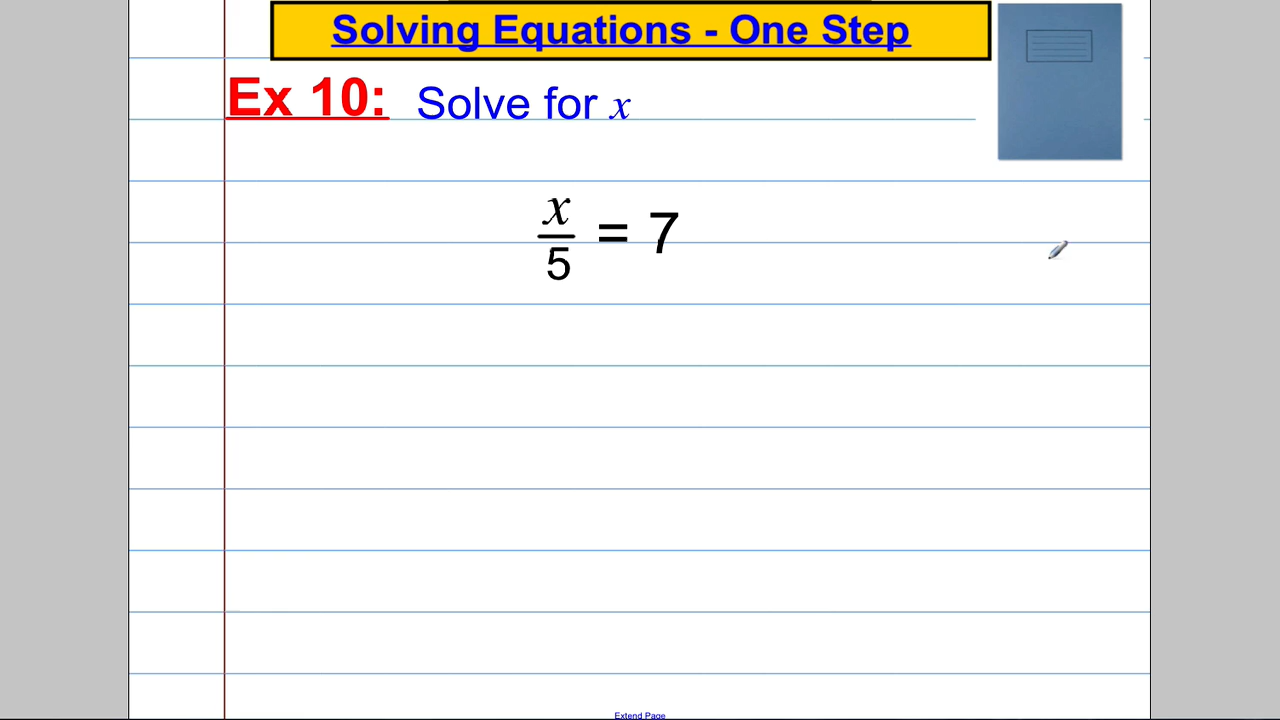 Solving Equations - One Step
Ex 10: Solve for x
x
5
= 7
Extend Page